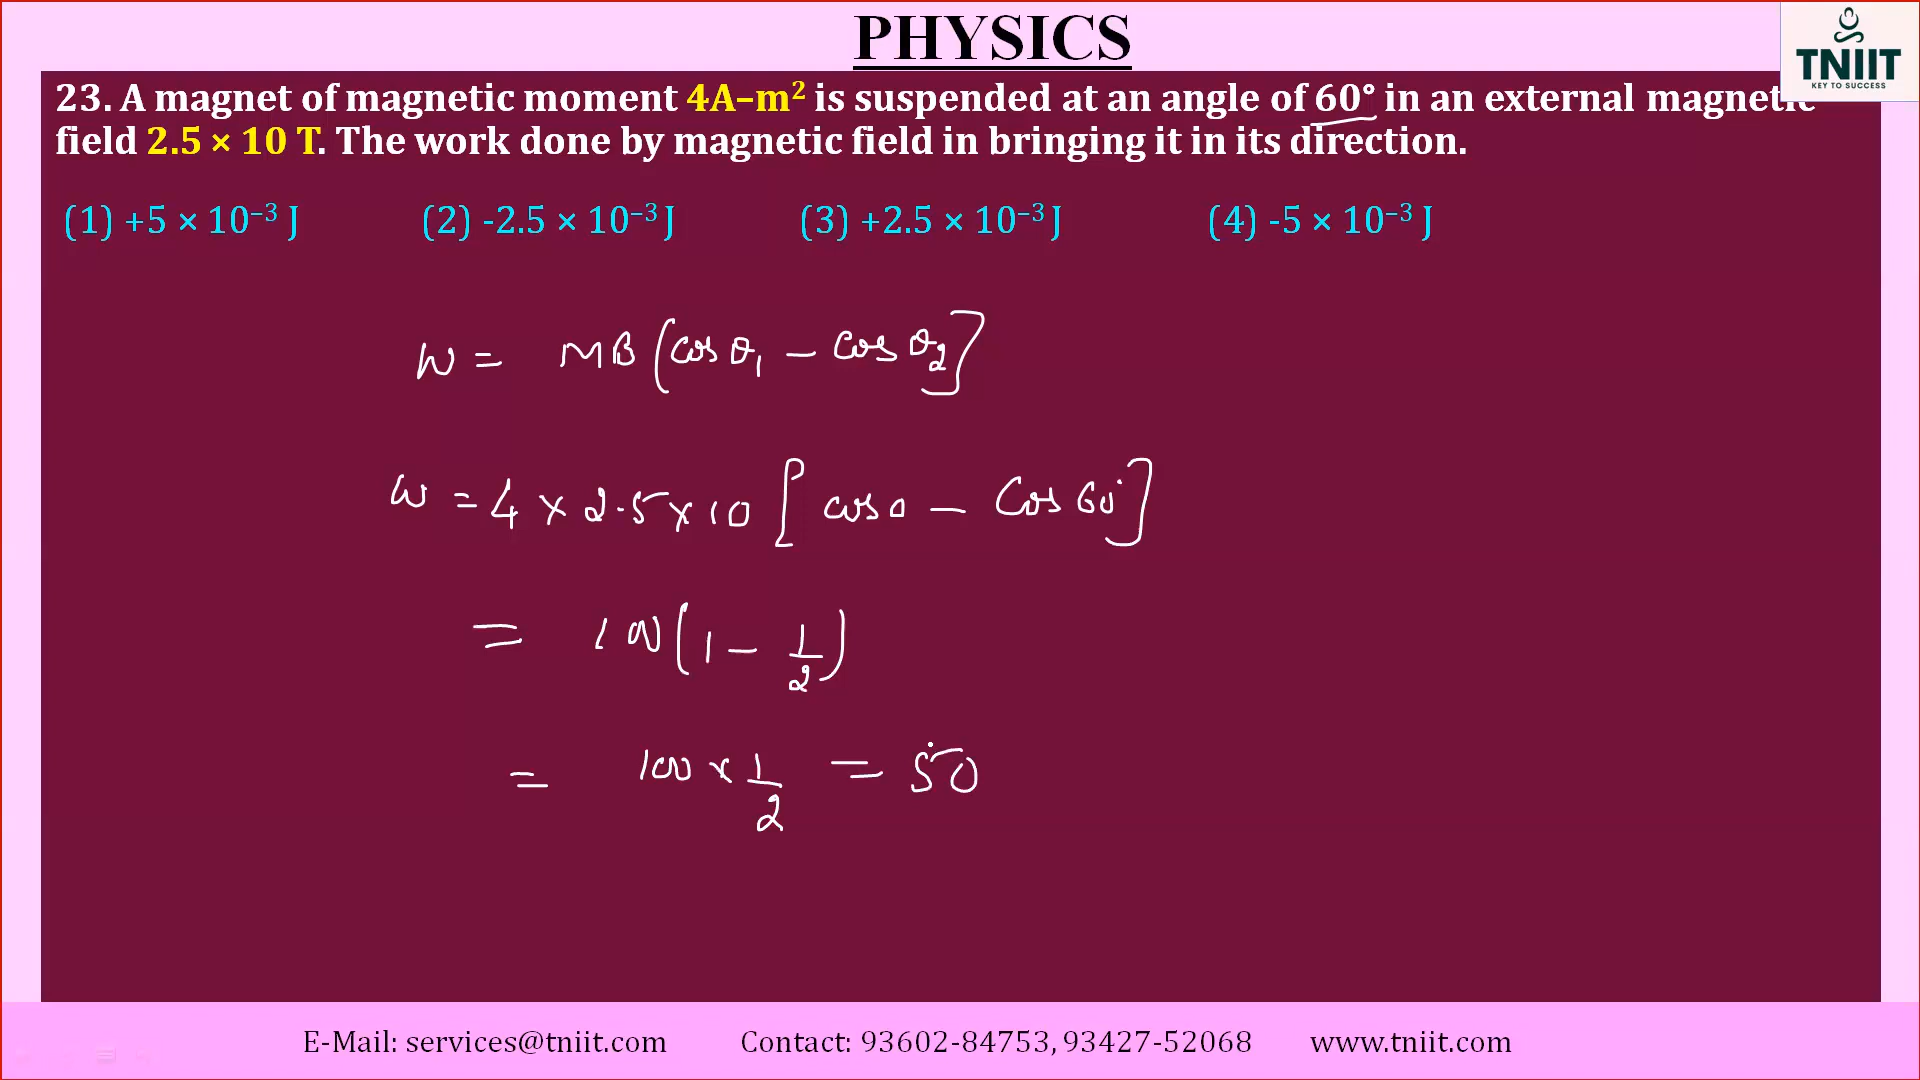 PHYSICS
TNIIT
KEY TO SUCCESS
23. A magnet of magnetic moment 4A–m² is suspended at an angle of 60° in an external magnetic
field 2.5 × 10 T. The work done by magnetic field in bringing it in its direction.
(1) +5 × 10⁻³ J (2) -2.5 × 10⁻³ J (3) +2.5 × 10⁻³ J (4) -5 × 10⁻³ J
W = MB [cos θ₁ – cos θ₂]
W = 4 × 2.5 × 10 [cos 0 – cos 60°]
= 100 (1 – 1/2)
= 100 × 1/2 = 50
E-Mail: services@tniit.com Contact: 93602-84753, 93427-52068 www.tniit.com